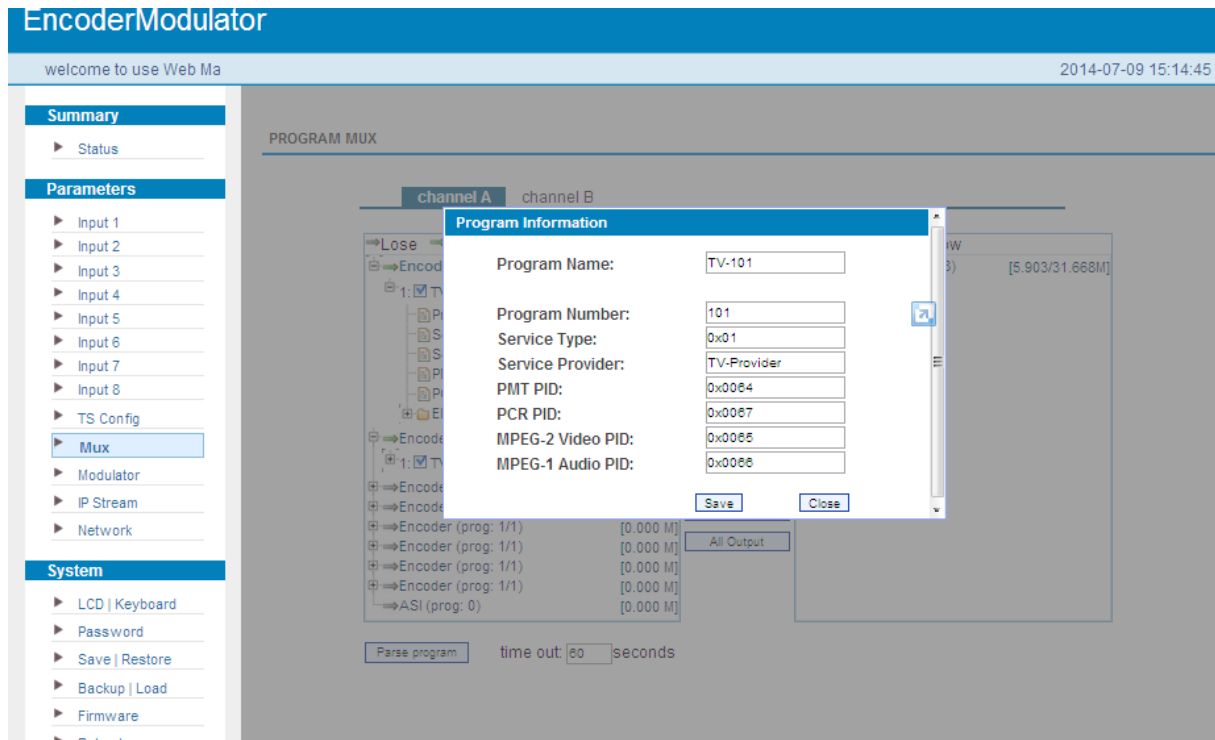 EncoderModulator
welcome to use Web Ma
2014-07-09 15:14:45
Summary
Status
Parameters
Input 1
Input 2
Input 3
Input 4
Input 5
Input 6
Input 7
Input 8
TS Config
Mux
Modulator
IP Stream
Network
System
LCD | Keyboard
Password
Save | Restore
Backup | Load
Firmware
PROGRAM MUX
channel A channel B
Lose
Encod
[5.903/31.668M]
1:
Encode
1:
Encode
Encode
Encoder (prog: 1/1) [0.000 M]
Encoder (prog: 1/1) [0.000 M]
Encoder (prog: 1/1) [0.000 M]
Encoder (prog: 1/1) [0.000 M]
ASI (prog: 0) [0.000 M]
All Output
Program Information
Program Name: TV-101
Program Number: 101
Service Type: 0x01
Service Provider: TV-Provider
PMT PID: 0x0064
PCR PID: 0x0067
MPEG-2 Video PID: 0x0065
MPEG-1 Audio PID: 0x0066
Save Close
Parse program time out: 60 seconds